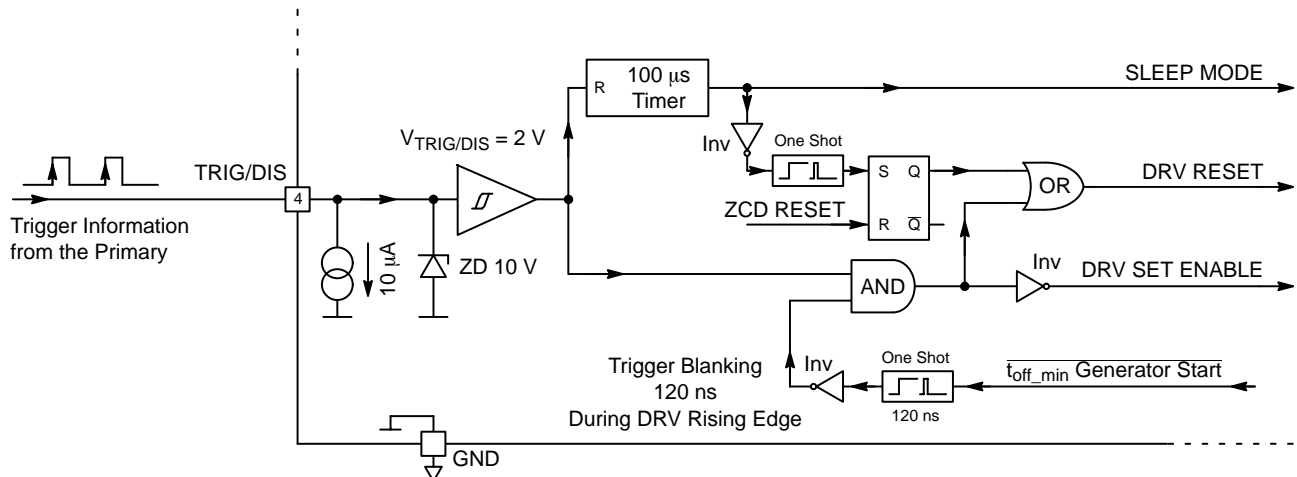 SLEEP MODE
R
100 μs
Timer
V_TRIG/DIS = 2 V
Inv
One Shot
TRIG/DIS
4
S Q
OR
DRV RESET
ZCD RESET
R Q̅
Trigger Information
from the Primary
10 μA
ZD 10 V
Inv
DRV SET ENABLE
AND
Trigger Blanking
120 ns
During DRV Rising Edge
Inv
One Shot
120 ns
t_off_min Generator Start
GND